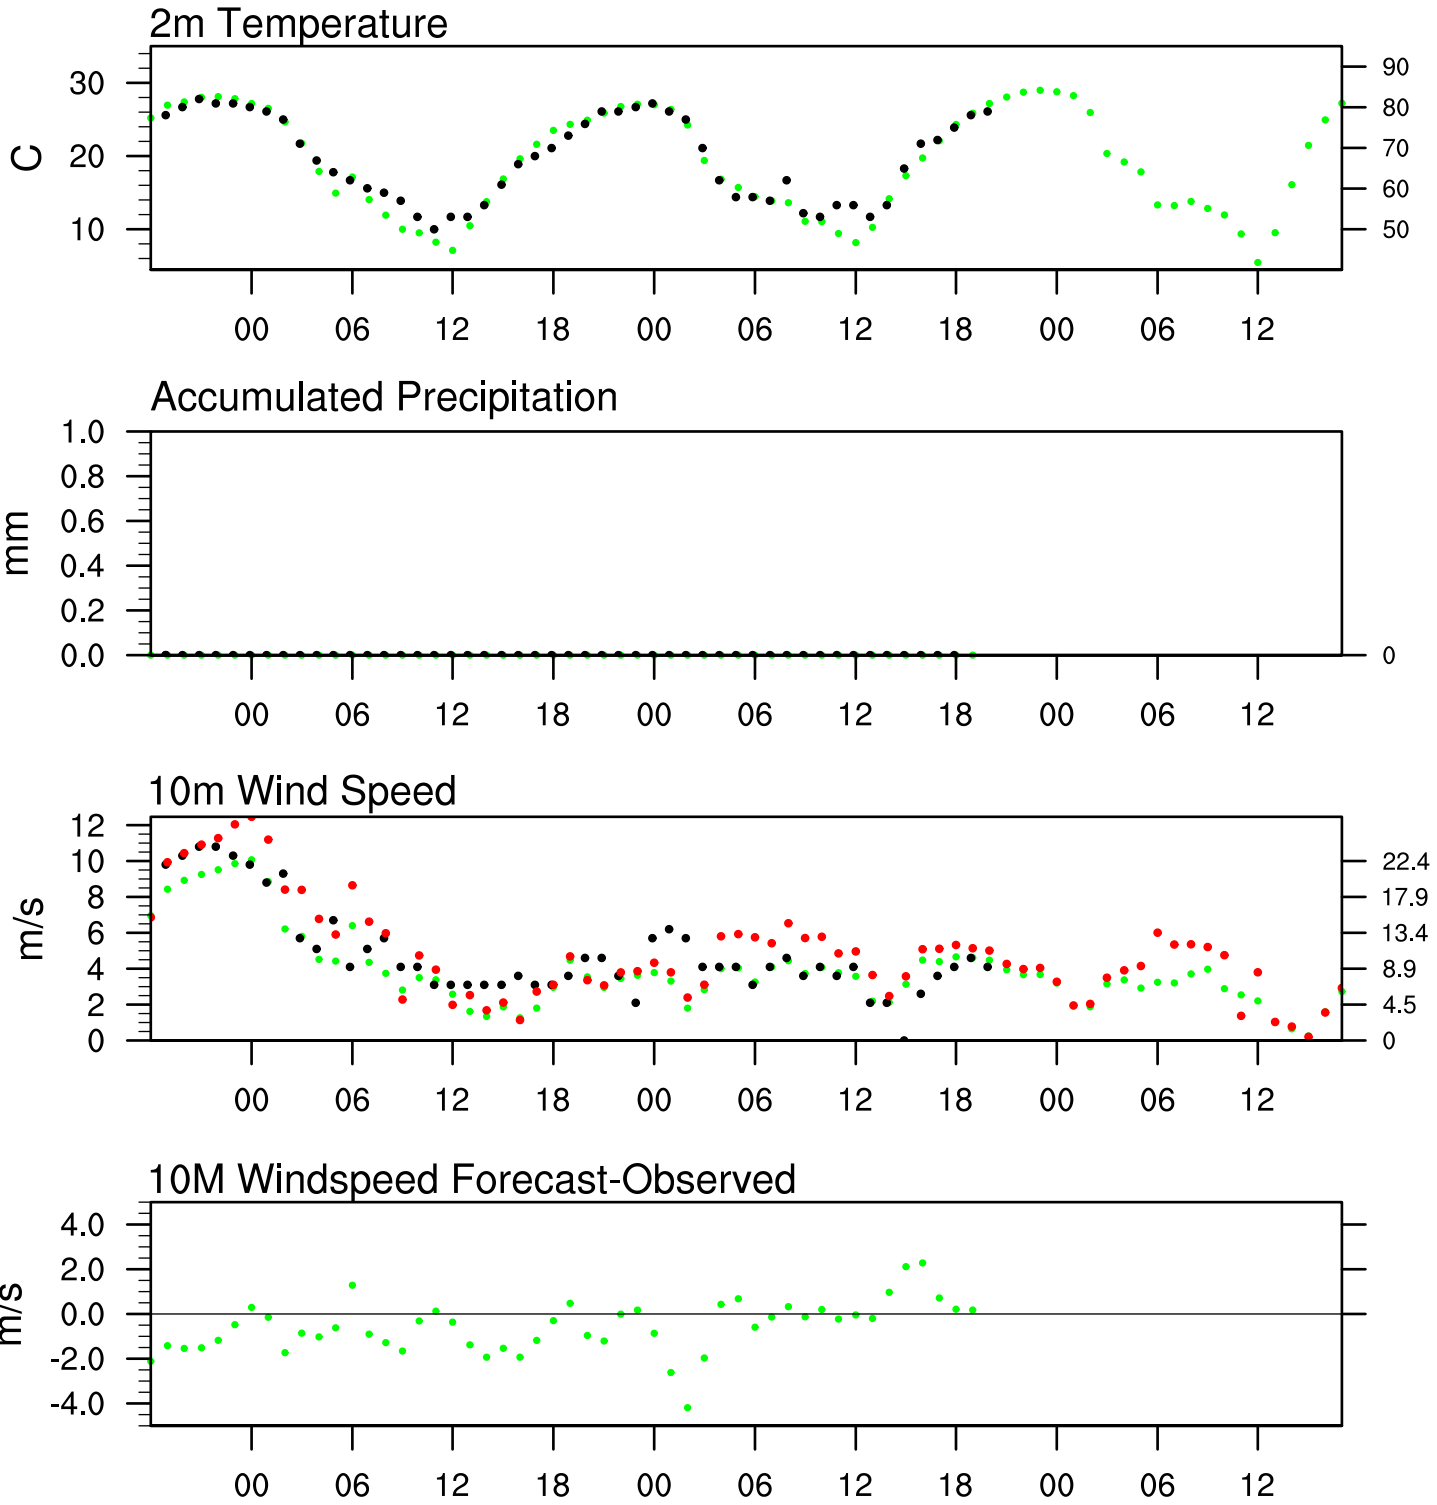 2m Temperature
30
20
10
C
90
80
70
60
50
00 06 12 18 00 06 12 18 00 06 12
Accumulated Precipitation
1.0
0.8
0.6
0.4
0.2
0.0
mm
0
00 06 12 18 00 06 12 18 00 06 12
10m Wind Speed
12
10
8
6
4
2
0
m/s
22.4
17.9
13.4
8.9
4.5
0
00 06 12 18 00 06 12 18 00 06 12
10M Windspeed Forecast-Observed
4.0
2.0
0.0
-2.0
-4.0
m/s
00 06 12 18 00 06 12 18 00 06 12